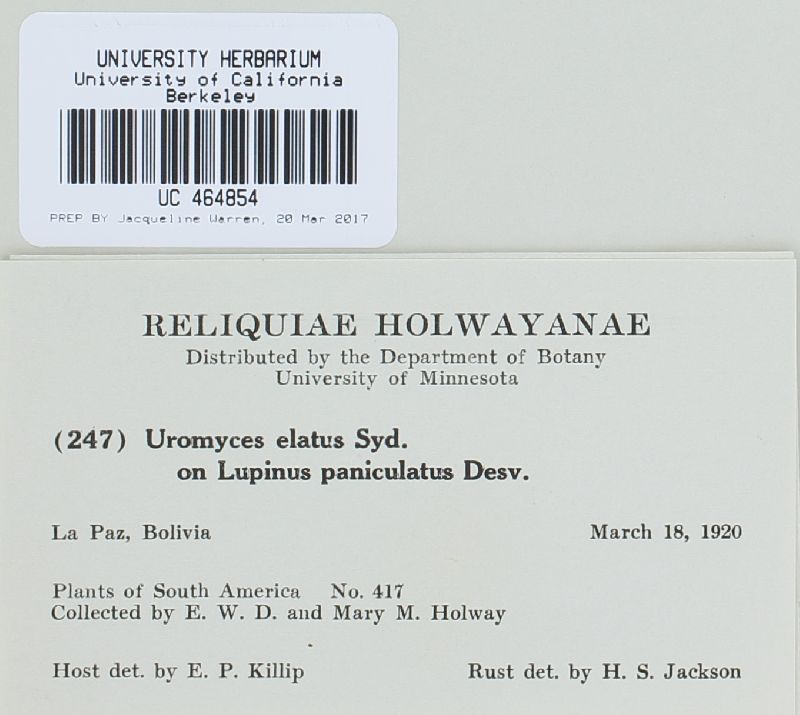 UNIVERSITY HERBARIUM
University of California
Berkeley
UC 464854
PREP BY Jacqueline Warren, 20 Mar 2017
RELIQUIAE HOLWAYANAE
Distributed by the Department of Botany
University of Minnesota
(247) Uromyces elatus Syd.
on Lupinus paniculatus Desv.
La Paz, Bolivia March 18, 1920
Plants of South America No. 417
Collected by E. W. D. and Mary M. Holway
Host det. by E. P. Killip Rust det. by H. S. Jackson